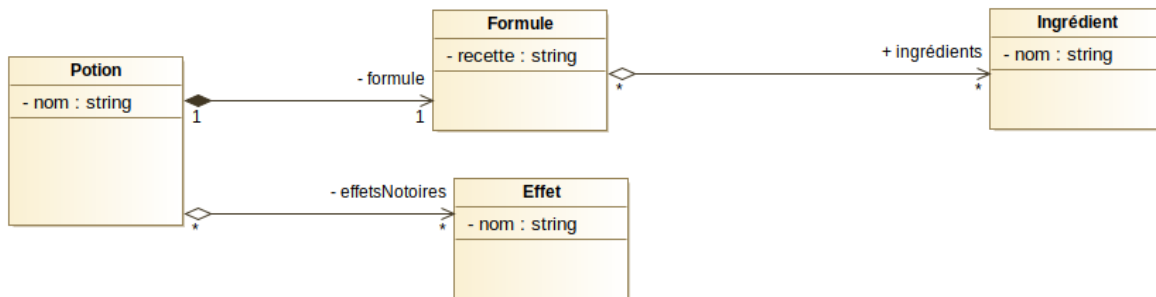 Potion
- nom : string
1
- formule
1
Formule
- recette : string
*
+ ingrédients
*
Ingrédient
- nom : string
*
- effetsNotoires
*
Effet
- nom : string